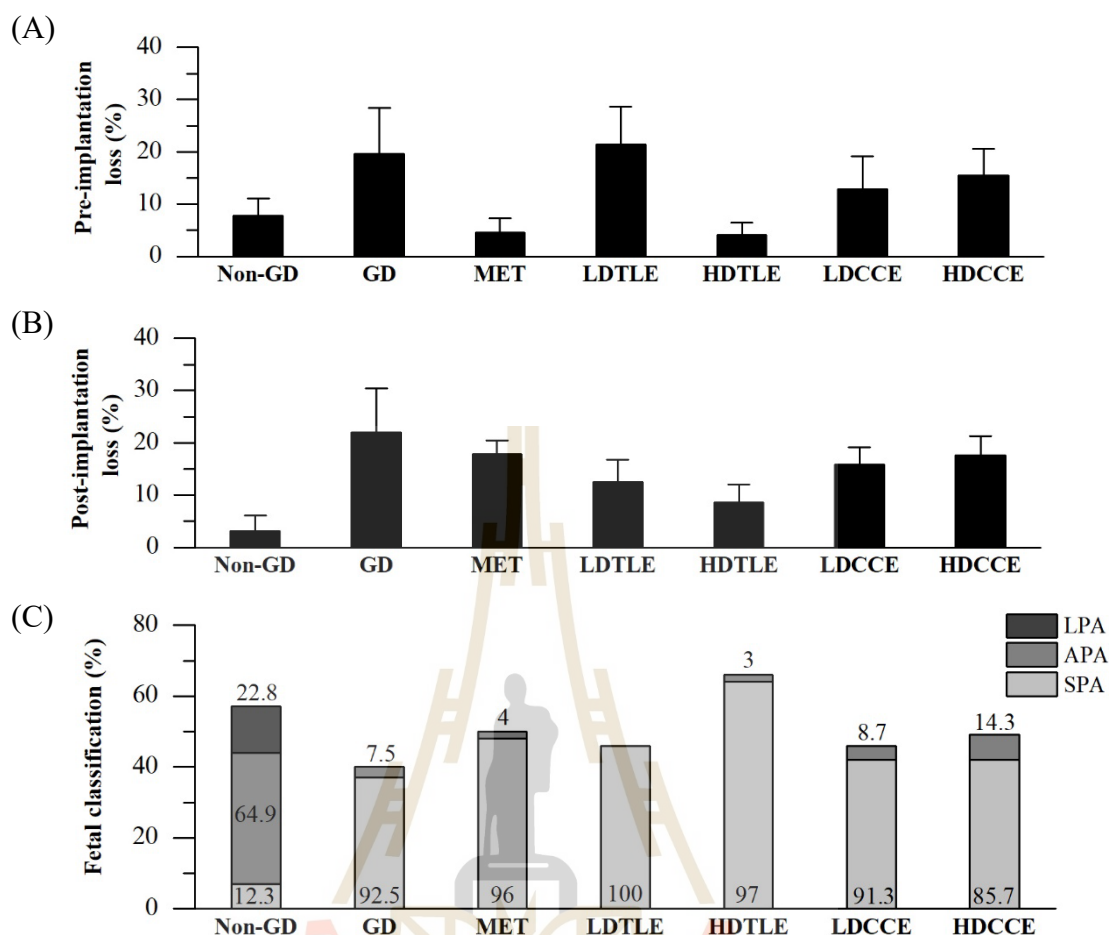 (A)
Pre-implantation
loss (%)
40
30
20
10
0
Non-GD GD MET LDTLE HDTLE LDCCE HDCCE
(B)
Post-implantation
loss (%)
40
30
20
10
0
Non-GD GD MET LDTLE HDTLE LDCCE HDCCE
(C)
Fetal classification (%)
80
60
40
20
0
LPA
APA
SPA
22.8 7.5 4 3 8.7 14.3
64.9
12.3 92.5 96 100 97 91.3 85.7
Non-GD GD MET LDTLE HDTLE LDCCE HDCCE